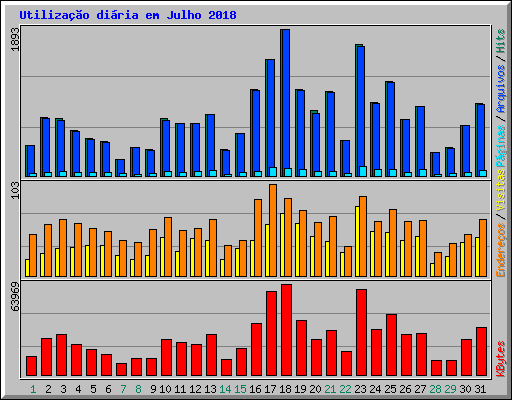 Utilização diária em Julho 2018
1893
103
63969
Páginas / Arquivos / Hits
Endereços / Visitas
KBytes
1 2 3 4 5 6 7 8 9 10 11 12 13 14 15 16 17 18 19 20 21 22 23 24 25 26 27 28 29 30 31